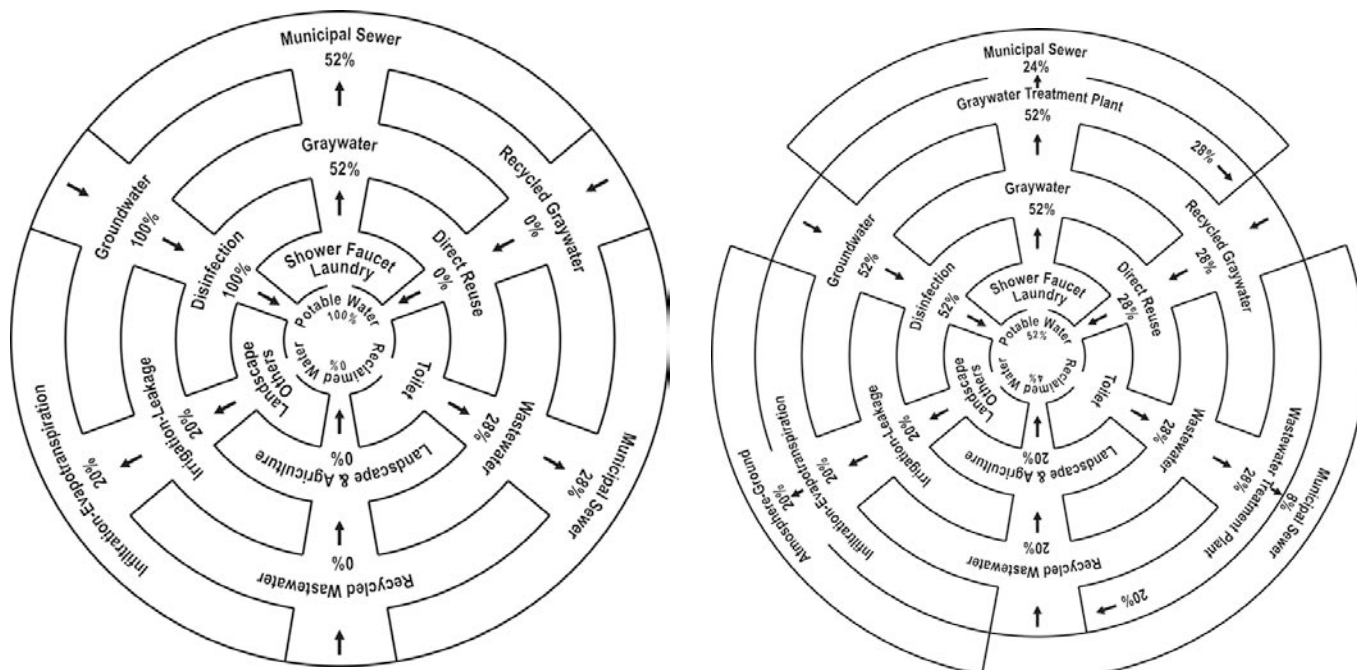 Municipal Sewer
52%
Graywater
52%
Shower Faucet
Laundry
Potable Water
100%
Groundwater
100%
Disinfection
100%
Recycled Graywater
0%
Direct Reuse
0%
Reclaimed Water
0%
Landscape
Others
Toilet
Irrigation-Leakage
20%
Infiltration-Evapotranspiration
20%
Landscape & Agriculture
0%
Wastewater
28%
Municipal Sewer
28%
Recycled Wastewater
0%
Municipal Sewer
24%
Graywater Treatment Plant
52%
28%
Graywater
52%
Shower Faucet
Laundry
Potable Water
52%
Groundwater
52%
Disinfection
52%
Recycled Graywater
28%
Direct Reuse
28%
Reclaimed Water
4%
Landscape
Others
Toilet
Irrigation-Leakage
20%
Infiltration-Evapotranspiration
20%
Atmosphere-Ground
20%
Landscape & Agriculture
20%
Wastewater
28%
Wastewater Treatment Plant
28%
Municipal Sewer
8%
Recycled Wastewater
20%
20%